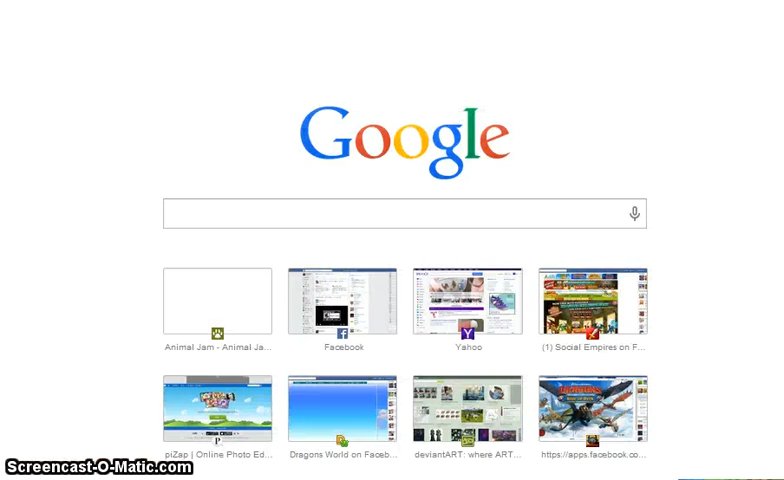 Google
Animal Jam - Animal Ja...
Facebook
Yahoo
(1) Social Empires on F...
piZap | Online Photo Ed...
Dragons World on Faceb...
deviantART: where ART...
https://apps.facebook.co...
Screencast-O-Matic.com